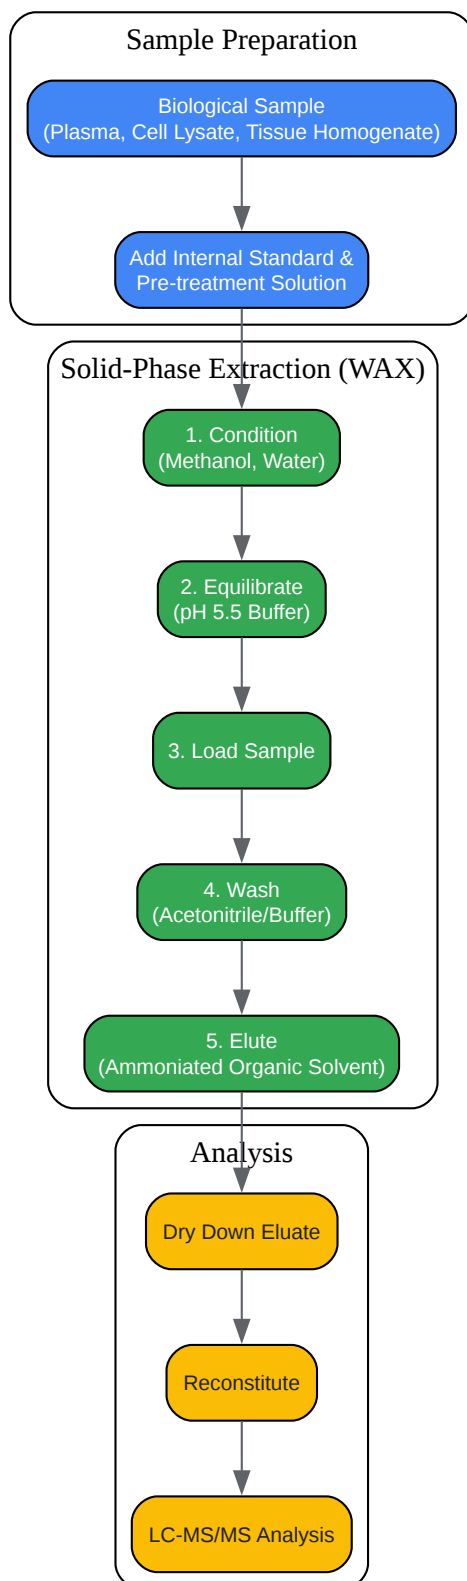 Sample Preparation
Biological Sample
(Plasma, Cell Lysate, Tissue Homogenate)
Add Internal Standard &
Pre-treatment Solution
Solid-Phase Extraction (WAX)
1. Condition
(Methanol, Water)
2. Equilibrate
(pH 5.5 Buffer)
3. Load Sample
4. Wash
(Acetonitrile/Buffer)
5. Elute
(Ammoniated Organic Solvent)
Analysis
Dry Down Eluate
Reconstitute
LC-MS/MS Analysis